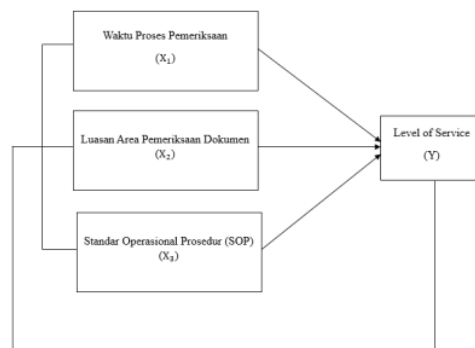 Waktu Proses Pemeriksaan
(X₁)
Luasan Area Pemeriksaan Dokumen
(X₂)
Standar Operasional Prosedur (SOP)
(X₃)
Level of Service
(Y)